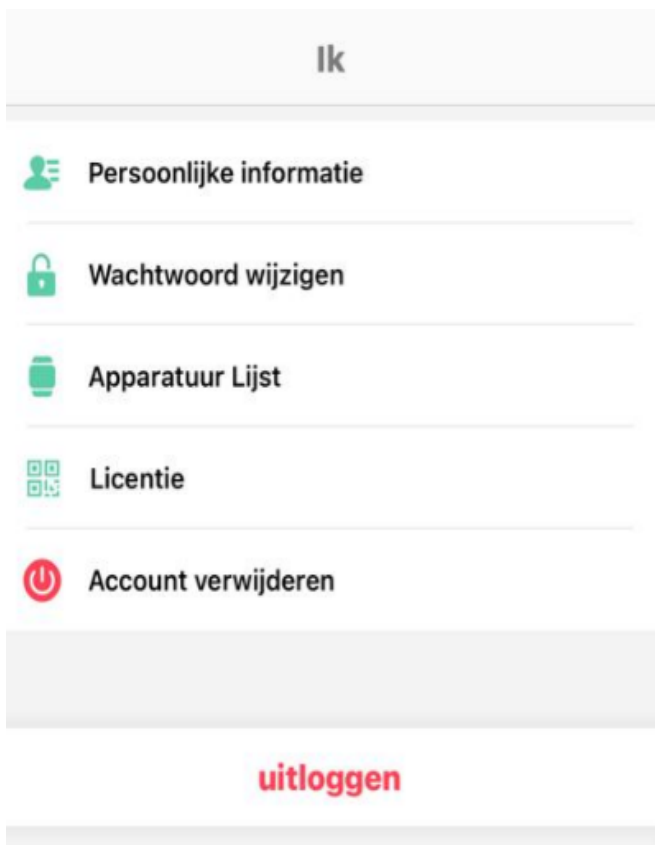 Ik
Persoonlijke informatie
Wachtwoord wijzigen
Apparatuur Lijst
Licentie
Account verwijderen
uitloggen